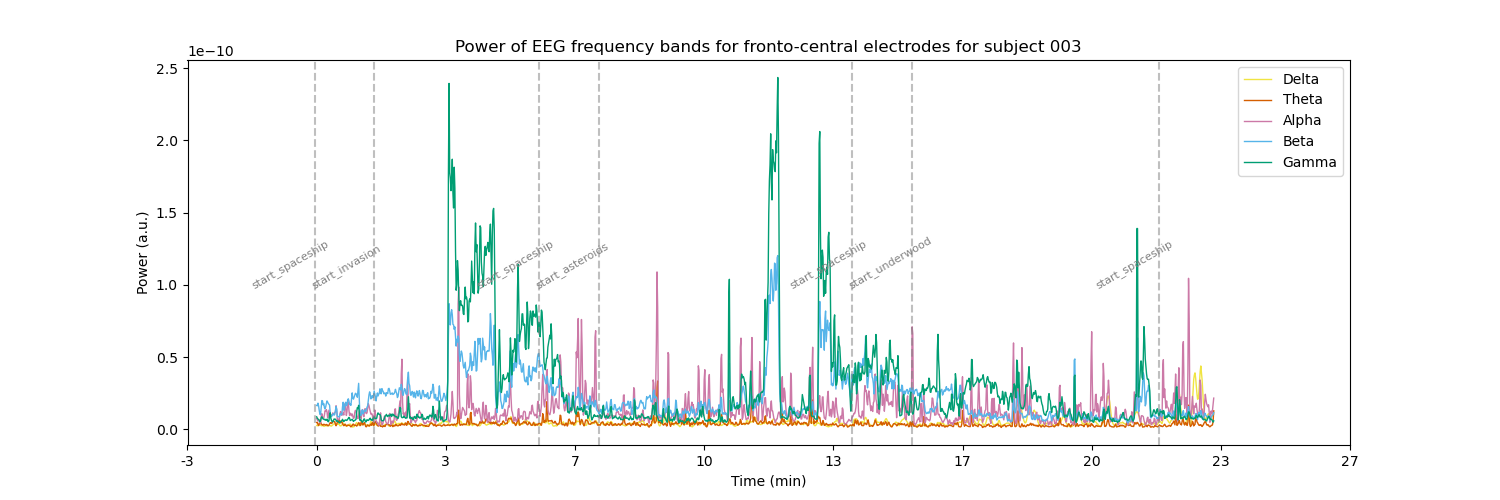 Power of EEG frequency bands for fronto-central electrodes for subject 003
1e−10
2.5
2.0
1.5
1.0
0.5
0.0
Power (a.u.)
start_spaceship
start_invasion
start_spaceship
start_asteroids
start_spaceship
start_underwood
start_spaceship
Delta
Theta
Alpha
Beta
Gamma
-3 0 3 7 10 13 17 20 23 27
Time (min)